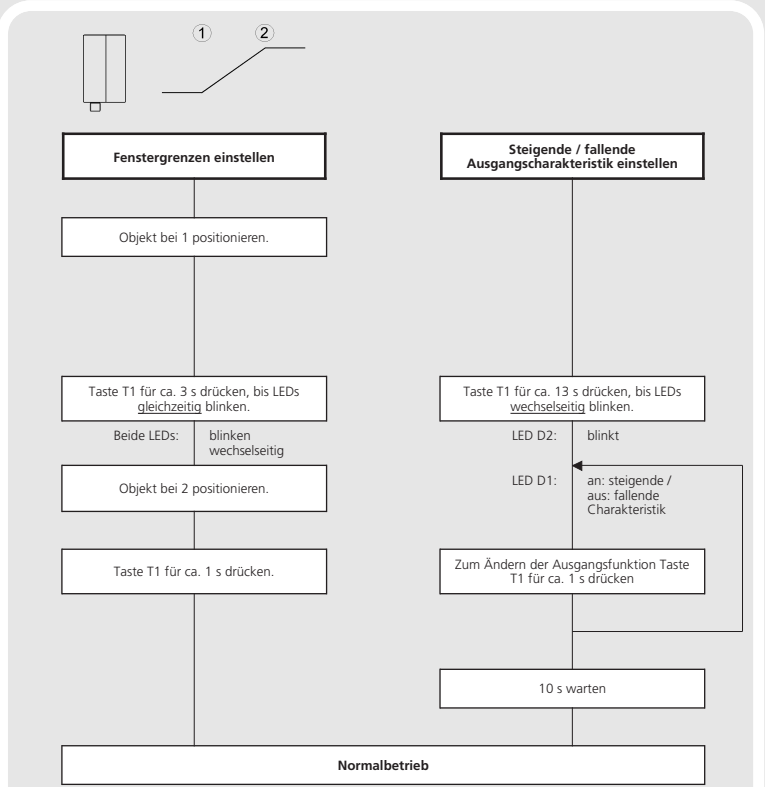 ① ②
Fenstergrenzen einstellen
Objekt bei 1 positionieren.
Taste T1 für ca. 3 s drücken, bis LEDs
gleichzeitig blinken.
Beide LEDs: blinken
wechselseitig
Objekt bei 2 positionieren.
Taste T1 für ca. 1 s drücken.
Steigende / fallende
Ausgangscharakteristik einstellen
Taste T1 für ca. 13 s drücken, bis LEDs
wechselseitig blinken.
LED D2: blinkt
LED D1: an: steigende /
aus: fallende
Charakteristik
Zum Ändern der Ausgangsfunktion Taste
T1 für ca. 1 s drücken
10 s warten
Normalbetrieb